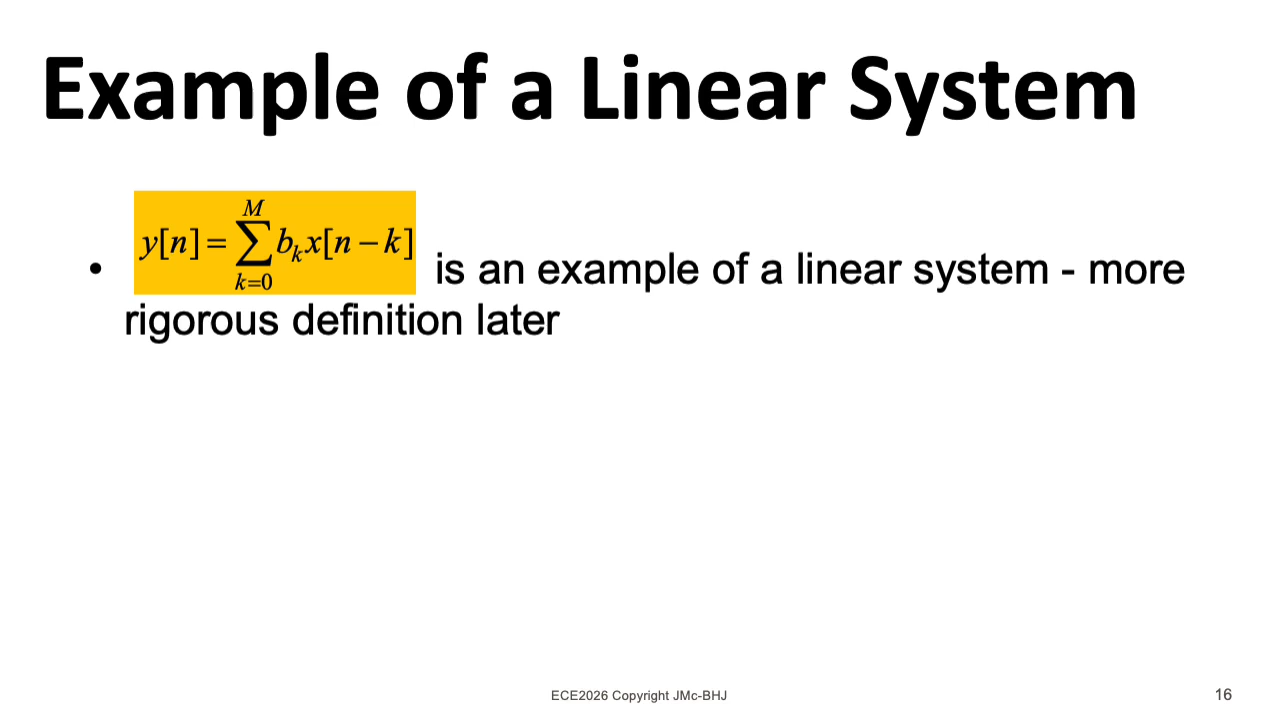 Example of a Linear System
• y[n] = \sum_{k=0}^{M} b_k x[n − k] is an example of a linear system - more
rigorous definition later
ECE2026 Copyright JMc-BHJ
16